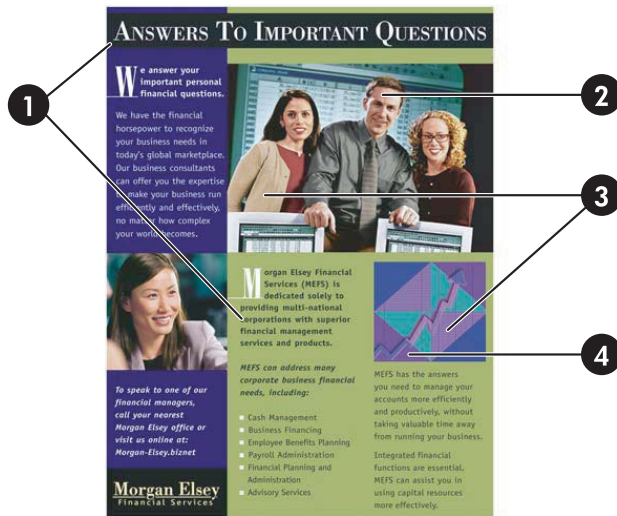 ANSWERS TO IMPORTANT QUESTIONS
We answer your
important personal
financial questions.
We have the financial
horsepower to recognize
your business needs in
today's global marketplace.
Our business consultants
can offer you the expertise
to make your business run
efficiently and effectively,
no matter how complex
your world becomes.
To speak to one of our
financial managers,
call your nearest
Morgan Elsey office or
visit us online at:
Morgan-Elsey.biznet
Morgan Elsey
Financial Services
Morgan Elsey Financial
Services (MEFS) is
dedicated solely to
providing multi-national
corporations with superior
financial management
services and products.
MEFS can address many
corporate business financial
needs, including:
Cash Management
Business Financing
Employee Benefits Planning
Payroll Administration
Financial Planning and
Administration
Advisory Services
MEFS has the answers
you need to manage your
accounts more efficiently
and productively, without
taking valuable time away
from running your business.
Integrated financial
functions are essential.
MEFS can assist you in
using capital resources
more effectively.
1
2
3
4